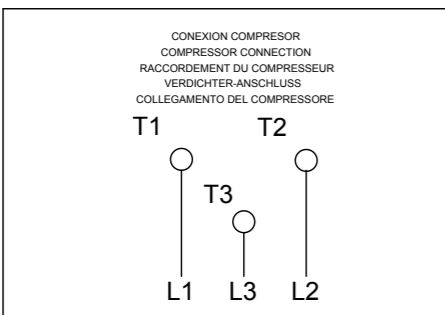 CONEXION COMPRESOR
COMPRESSOR CONNECTION
RACCORDEMENT DU COMPRESSEUR
VERDICHTER-ANSCHLUSS
COLLEGAMENTO DEL COMPRESSORE
T1 T2
T3
L1 L3 L2